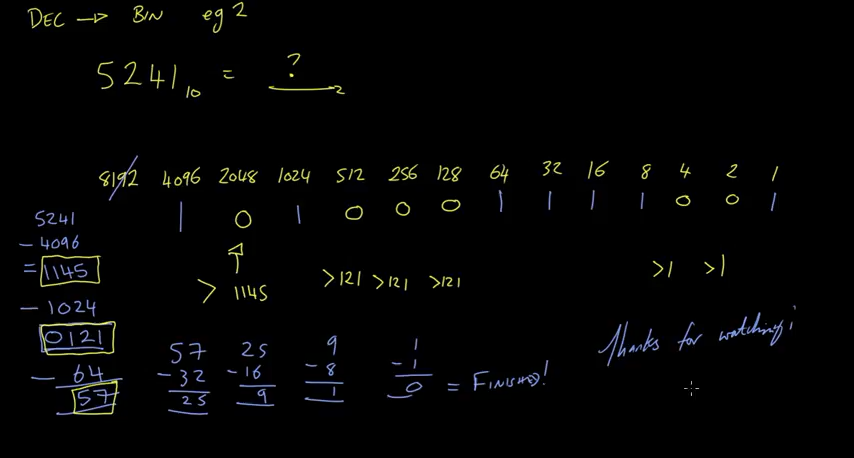 DEC → BIN eg 2
5241₁₀ = ?₂
8192 4096 2048 1024 512 256 128 64 32 16 8 4 2 1
1 0 1 0 0 0 1 1 1 1 0 0 1
5241
- 4096
= 1145
> 1145 >121 >121 >121 >1 >1
- 1024
0121
- 64
57
57 25 9 1
- 32 - 16 - 8 - 1
25 9 1 0 = FINISHED!
Thanks for watching!